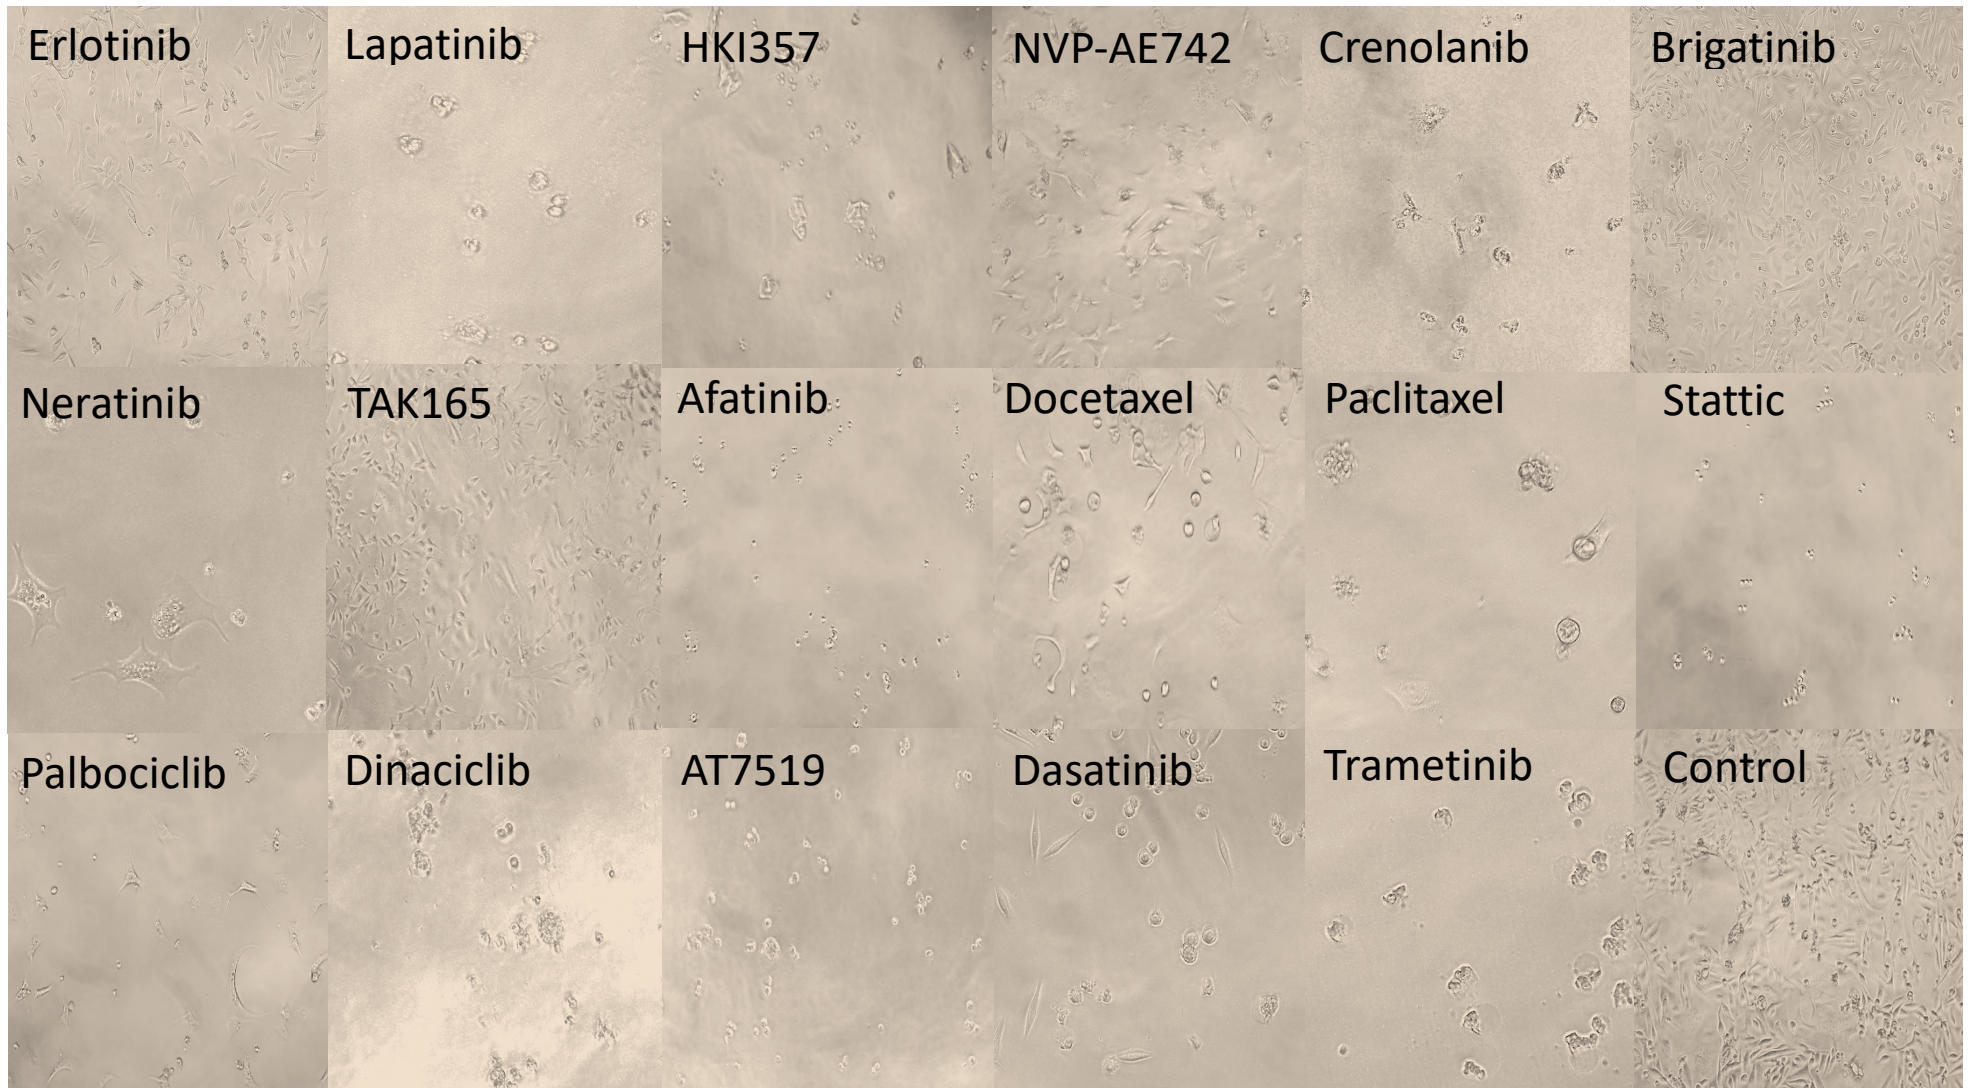 Erlotinib
Lapatinib
HKI357
NVP-AE742
Crenolanib
Brigatinib
Neratinib
TAK165
Afatinib
Docetaxel
Paclitaxel
Stattic
Palbociclib
Dinaciclib
AT7519
Dasatinib
Trametinib
Control